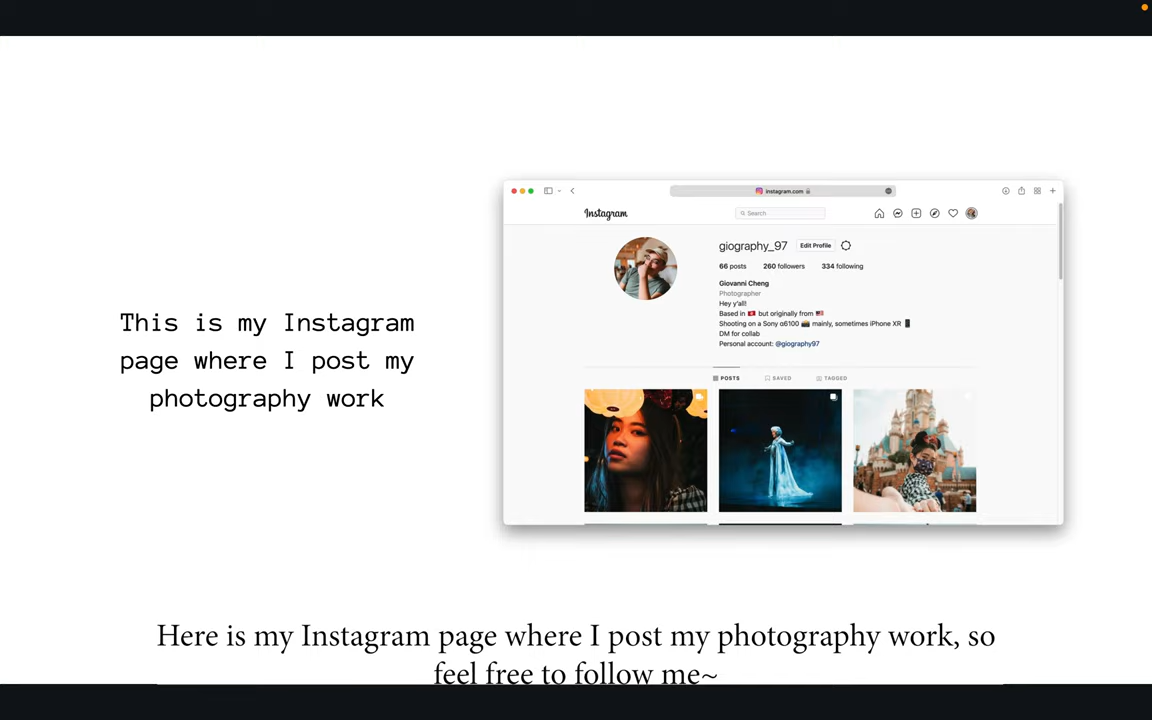 This is my Instagram
page where I post my
photography work
instagram.com
Instagram
Search
giography_97 Edit Profile
66 posts 260 followers 334 following
Giovanni Cheng
Photographer
Hey y'all!
Based in 🇭🇰 but originally from 🇺🇸
Shooting on a Sony α6100 📸 mainly, sometimes iPhone XR 📱
DM for collab
Personal account: @giography97
POSTS SAVED TAGGED
Here is my Instagram page where I post my photography work, so
feel free to follow me~